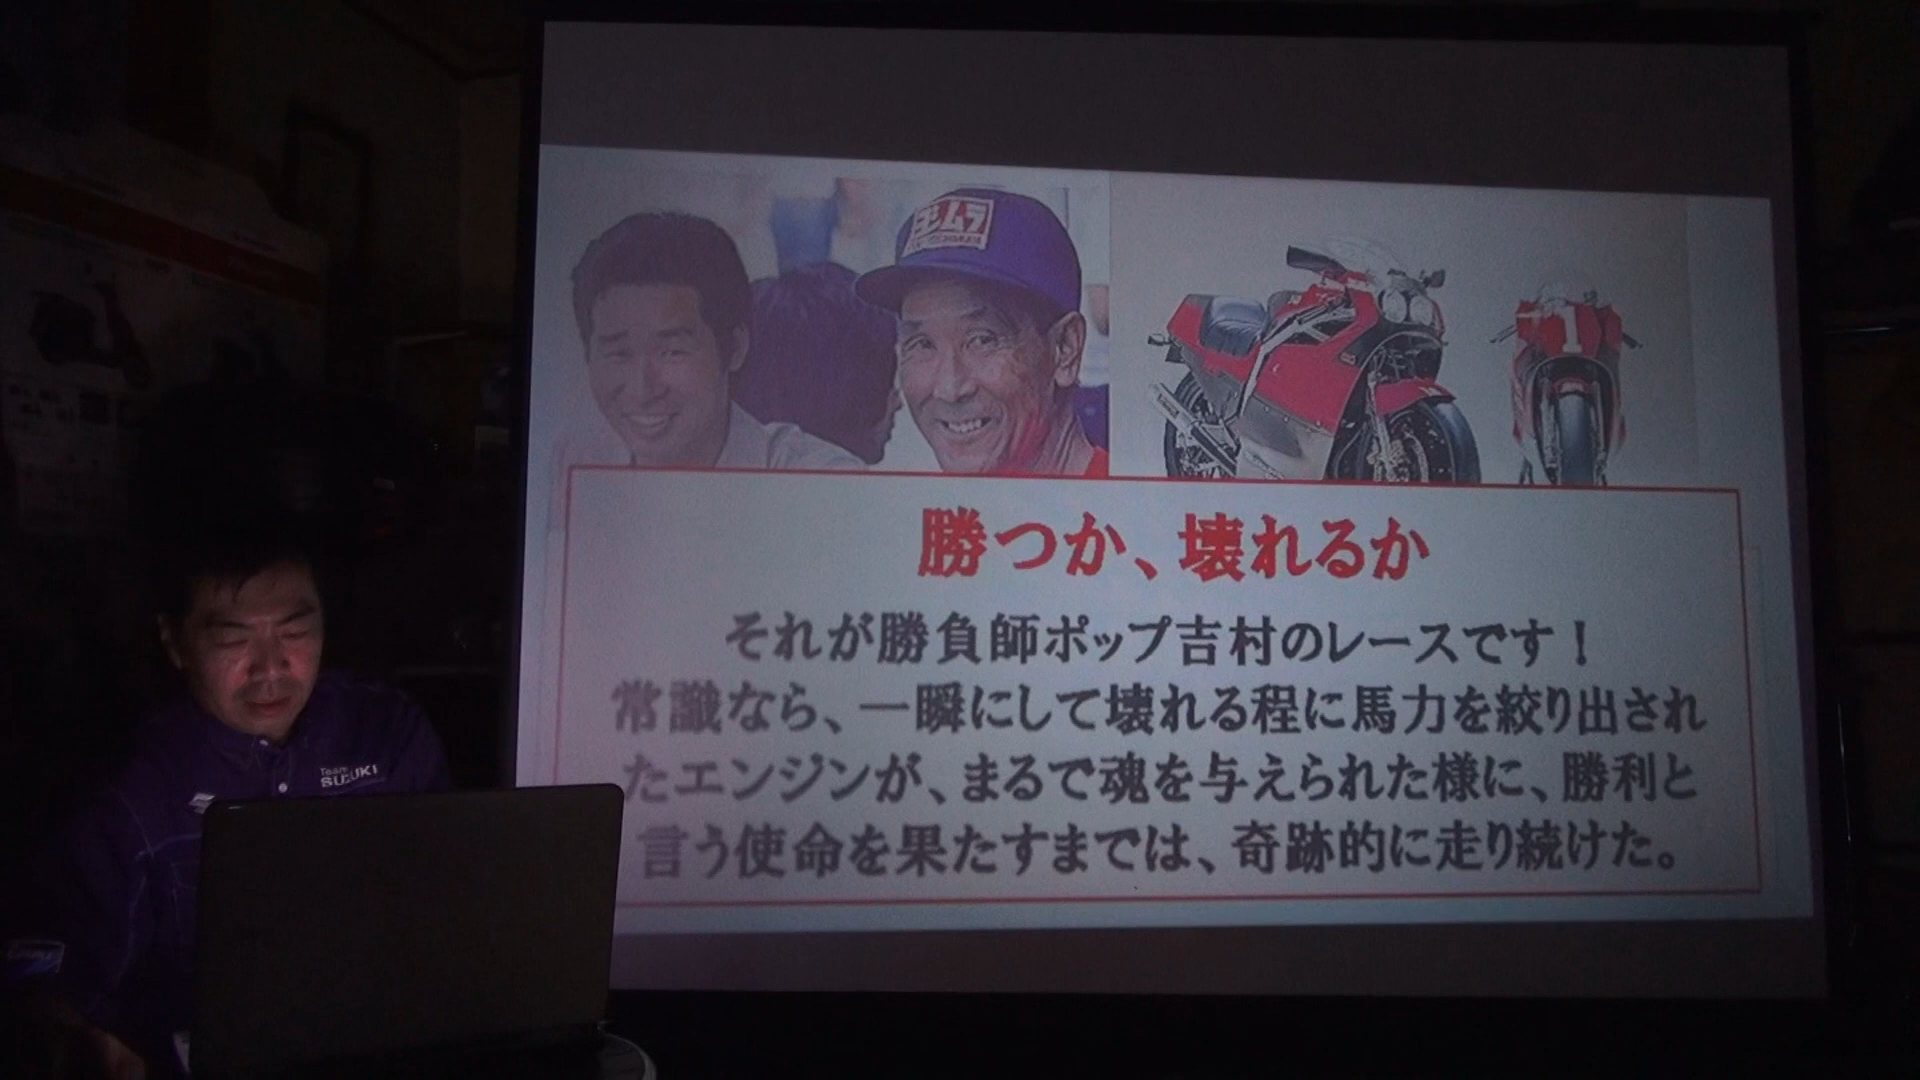 ヨシムラ
1
勝つか、壊れるか
それが勝負師ポップ吉村のレースです！
常識なら、一瞬にして壊れる程に馬力を絞り出され
たエンジンが、まるで魂を与えられた様に、勝利と
言う使命を果たすまでは、奇跡的に走り続けた。
Team
SUZUKI